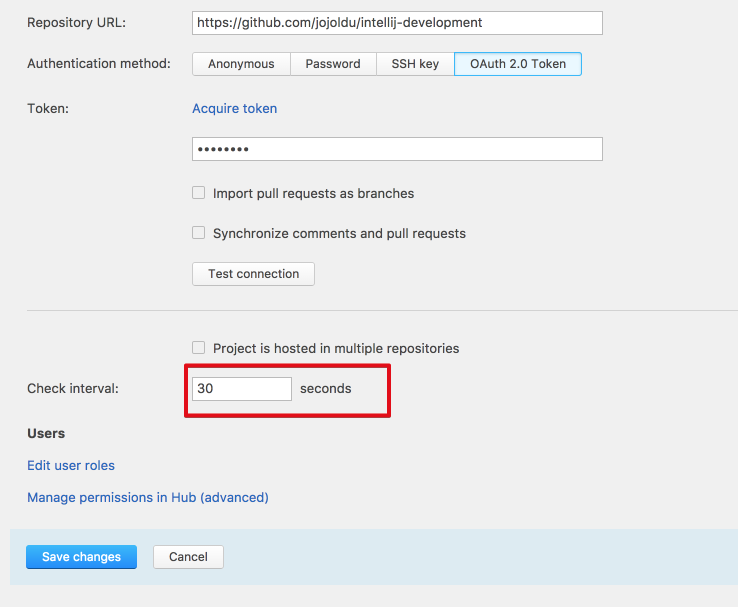 Repository URL: https://github.com/jojoldu/intellij-development
Authentication method: Anonymous Password SSH key OAuth 2.0 Token
Token: Acquire token
••••••••
Import pull requests as branches
Synchronize comments and pull requests
Test connection
Project is hosted in multiple repositories
Check interval: 30 seconds
Users
Edit user roles
Manage permissions in Hub (advanced)
Save changes Cancel